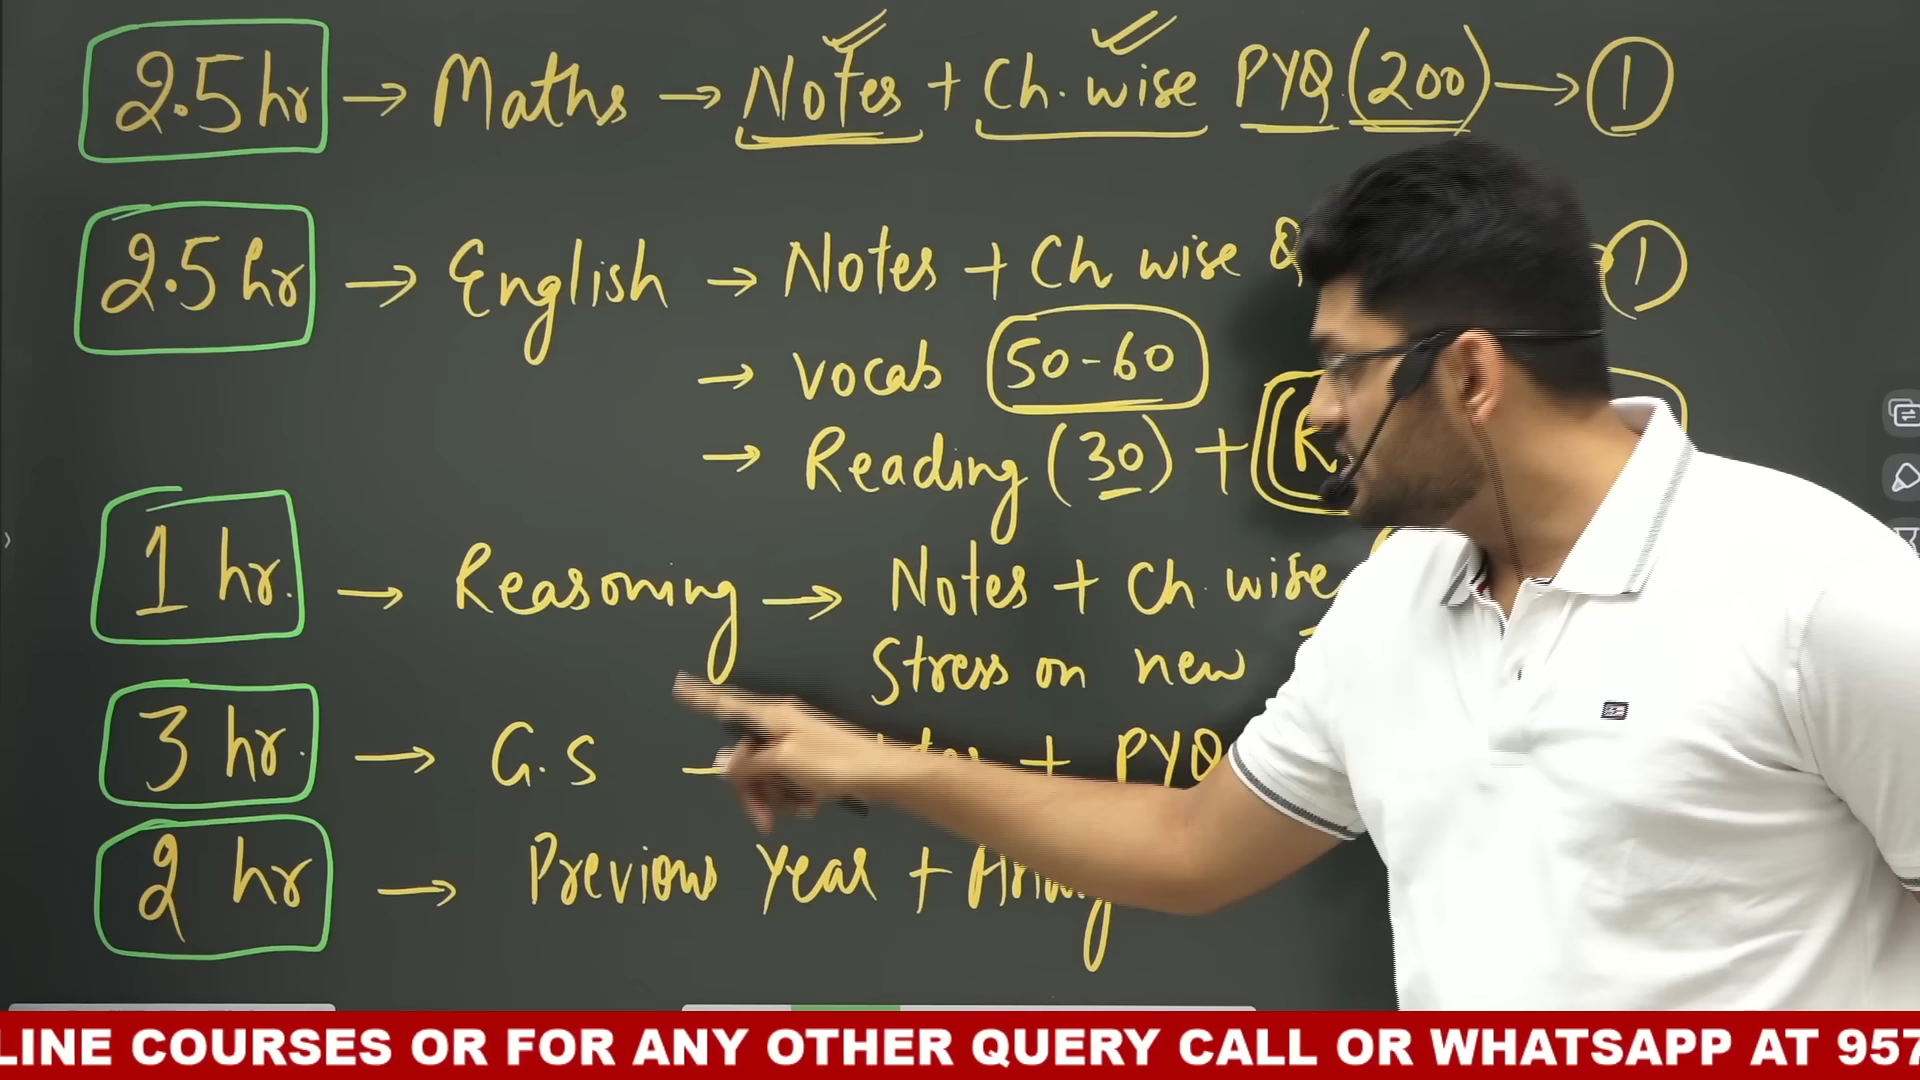 2.5 hr → Maths → Notes + Ch. wise PYQ (200) → 1
2.5 hr → English → Notes + Ch wise Q 1
→ vocab 50-60
→ Reading (30) + R
1 hr. → Reasoning → Notes + Ch. wise
Stress on new
3 hr. → G.S + PYQ
2 hr → Previous Year +
LINE COURSES OR FOR ANY OTHER QUERY CALL OR WHATSAPP AT 957